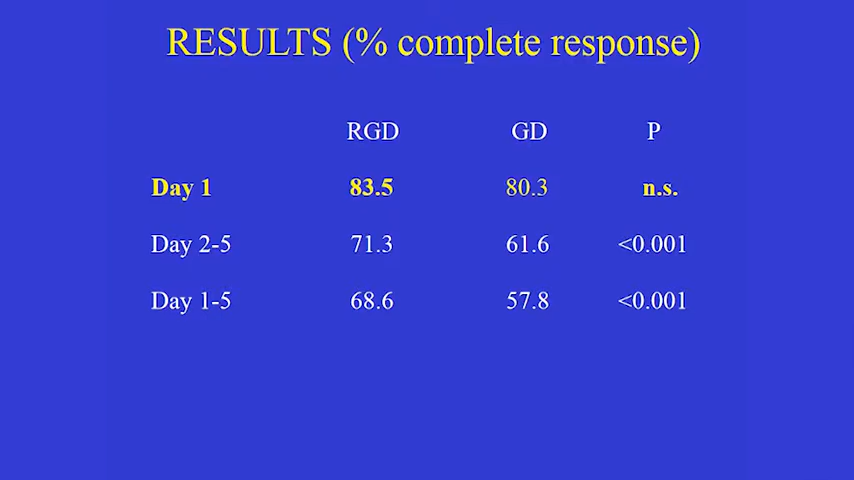 RESULTS (% complete response)
RGD GD P
Day 1 83.5 80.3 n.s.
Day 2-5 71.3 61.6 <0.001
Day 1-5 68.6 57.8 <0.001